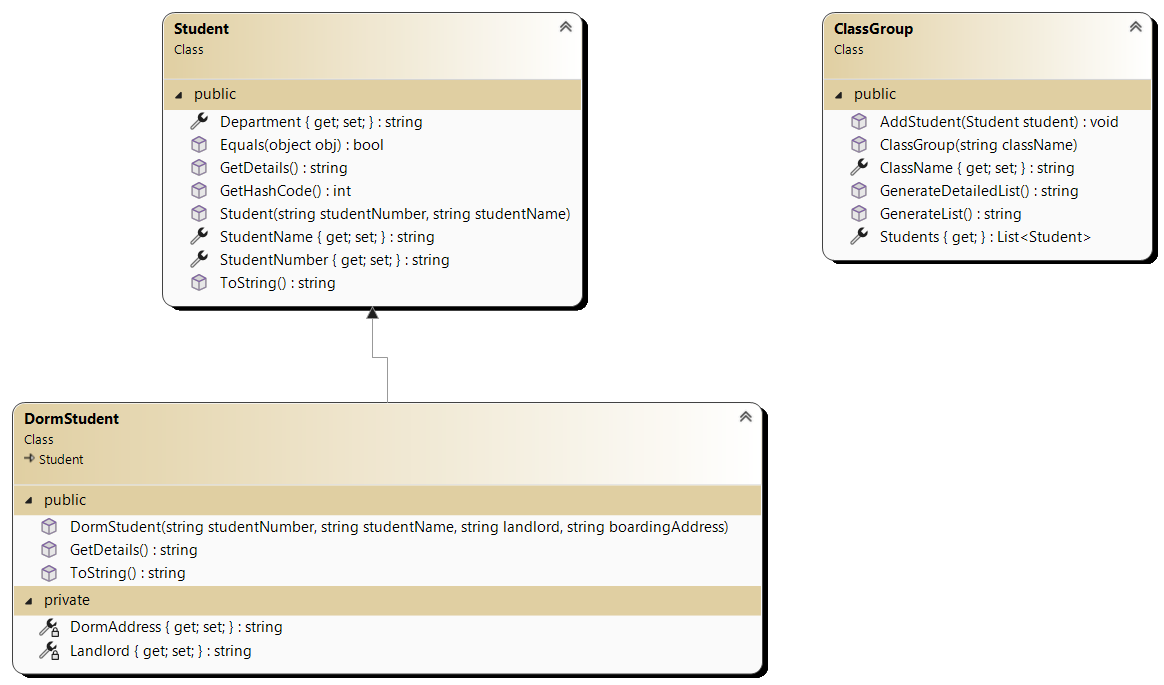 Student
Class
public
Department { get; set; } : string
Equals(object obj) : bool
GetDetails() : string
GetHashCode() : int
Student(string studentNumber, string studentName)
StudentName { get; set; } : string
StudentNumber { get; set; } : string
ToString() : string
ClassGroup
Class
public
AddStudent(Student student) : void
ClassGroup(string className)
ClassName { get; set; } : string
GenerateDetailedList() : string
GenerateList() : string
Students { get; } : List<Student>
DormStudent
Class
Student
public
DormStudent(string studentNumber, string studentName, string landlord, string boardingAddress)
GetDetails() : string
ToString() : string
private
DormAddress { get; set; } : string
Landlord { get; set; } : string